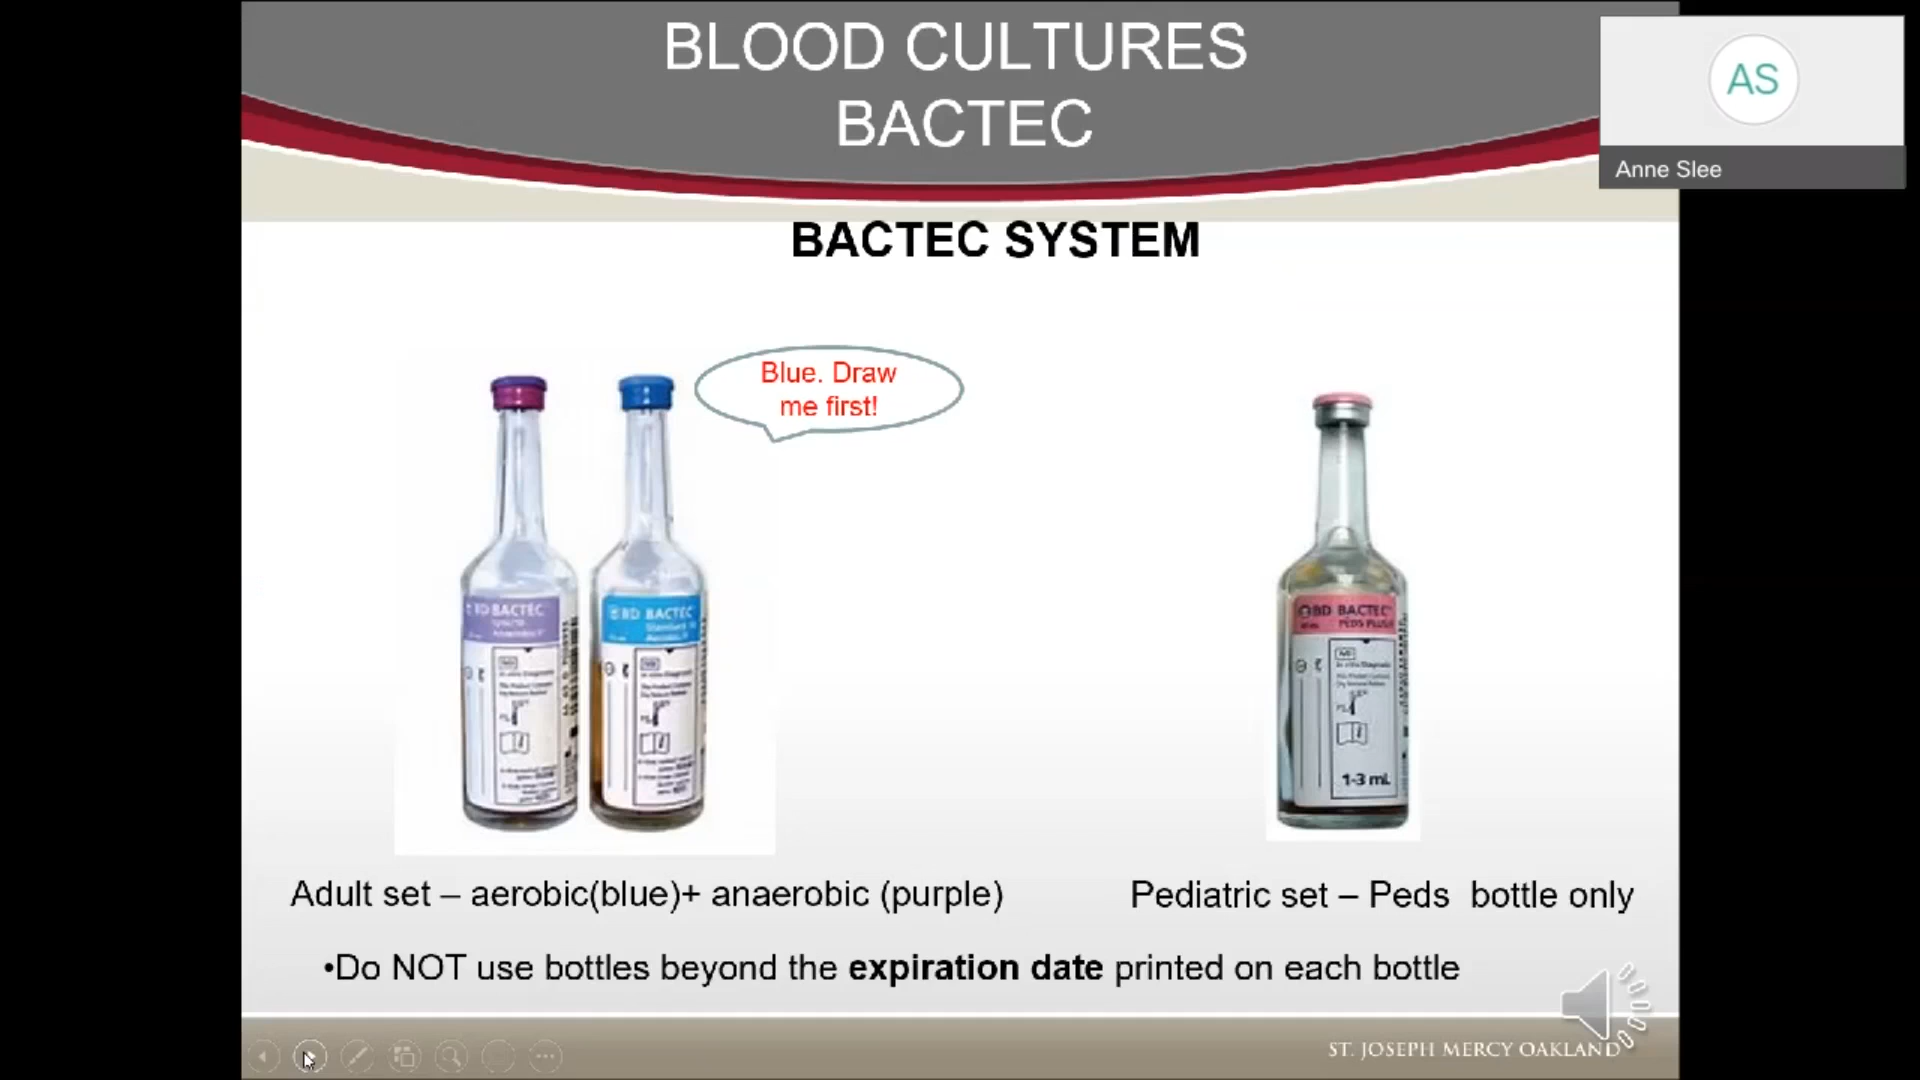 BLOOD CULTURES
BACTEC
AS
Anne Slee
BACTEC SYSTEM
Blue. Draw
me first!
BD BACTEC
BD BACTEC
BD BACTEC
PEDS PLUS
1-3 mL
Adult set – aerobic(blue)+ anaerobic (purple)
Pediatric set – Peds bottle only
•Do NOT use bottles beyond the expiration date printed on each bottle
ST. JOSEPH MERCY OAKLAND